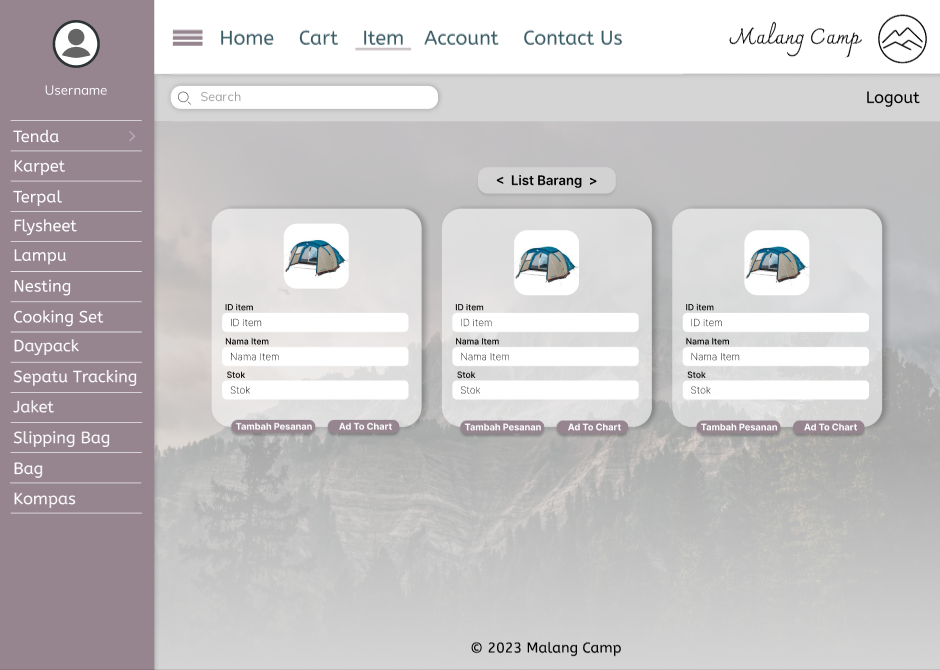 Username
Tenda
Karpet
Terpal
Flysheet
Lampu
Nesting
Cooking Set
Daypack
Sepatu Tracking
Jaket
Slipping Bag
Bag
Kompas
Home Cart Item Account Contact Us
Malang Camp
Search
Logout
< List Barang >
ID item
ID item
Nama Item
Nama Item
Stok
Stok
Tambah Pesanan Ad To Chart
ID item
ID item
Nama Item
Nama Item
Stok
Stok
Tambah Pesanan Ad To Chart
ID item
ID item
Nama Item
Nama Item
Stok
Stok
Tambah Pesanan Ad To Chart
© 2023 Malang Camp